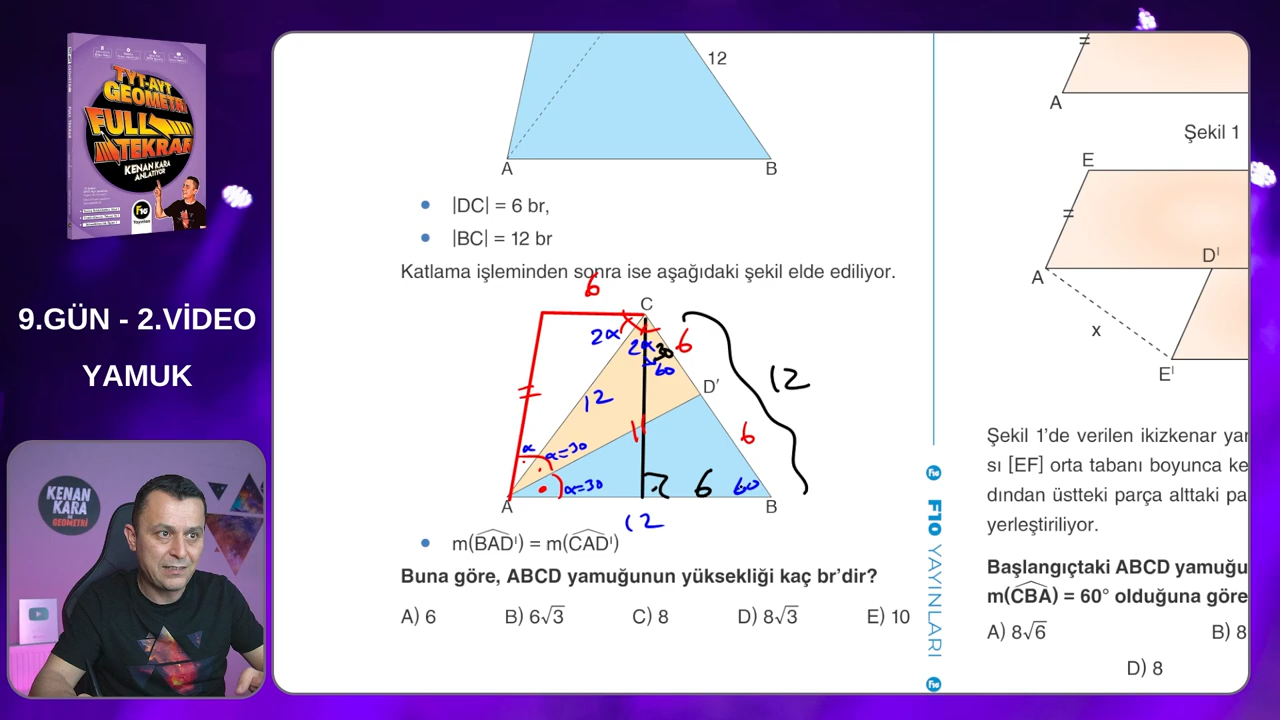 TYT-AYT
GEOMETRİ
FULL
TEKRAR
KENAN KARA
ANLATIYOR
F10
9.GÜN - 2.VİDEO
YAMUK
KENAN
KARA
GEOMETRİ
12
A
B
• |DC| = 6 br,
• |BC| = 12 br
Katlama işleminden sonra ise aşağıdaki şekil elde ediliyor.
6
C
2α
2α
30
60
6
12
D′
12
11
6
α
α=30
α=30
6
60
A
12
B
• m(BAD′) = m(CAD′)
Buna göre, ABCD yamuğunun yüksekliği kaç br’dir?
A) 6 B) 6√3 C) 8 D) 8√3 E) 10
F10 YAYINLARI
A
Şekil 1
E
D′
A
x
E′
Şekil 1’de verilen ikizkenar yar
sı [EF] orta tabanı boyunca ke
dından üstteki parça alttaki pa
yerleştiriliyor.
Başlangıçtaki ABCD yamuğu
m(CBA) = 60° olduğuna göre
A) 8√6 B) 8
D) 8